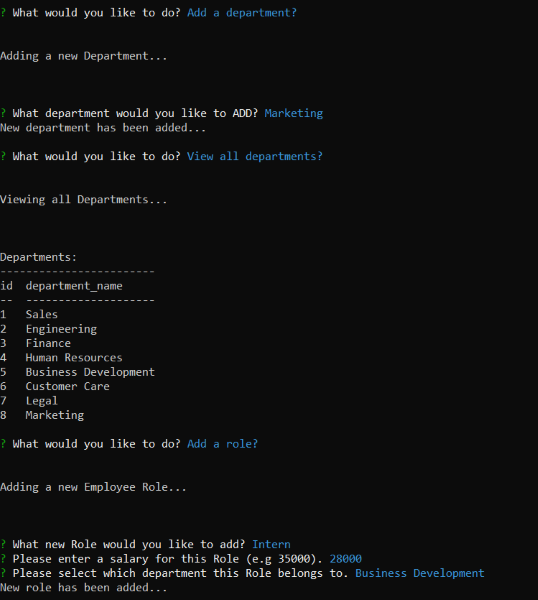 ? What would you like to do? Add a department?
Adding a new Department...
? What department would you like to ADD? Marketing
New department has been added...
? What would you like to do? View all departments?
Viewing all Departments...
Departments:
------------------------
id  department_name
--  --------------------
1   Sales
2   Engineering
3   Finance
4   Human Resources
5   Business Development
6   Customer Care
7   Legal
8   Marketing
? What would you like to do? Add a role?
Adding a new Employee Role...
? What new Role would you like to add? Intern
? Please enter a salary for this Role (e.g 35000). 28000
? Please select which department this Role belongs to. Business Development
New role has been added...